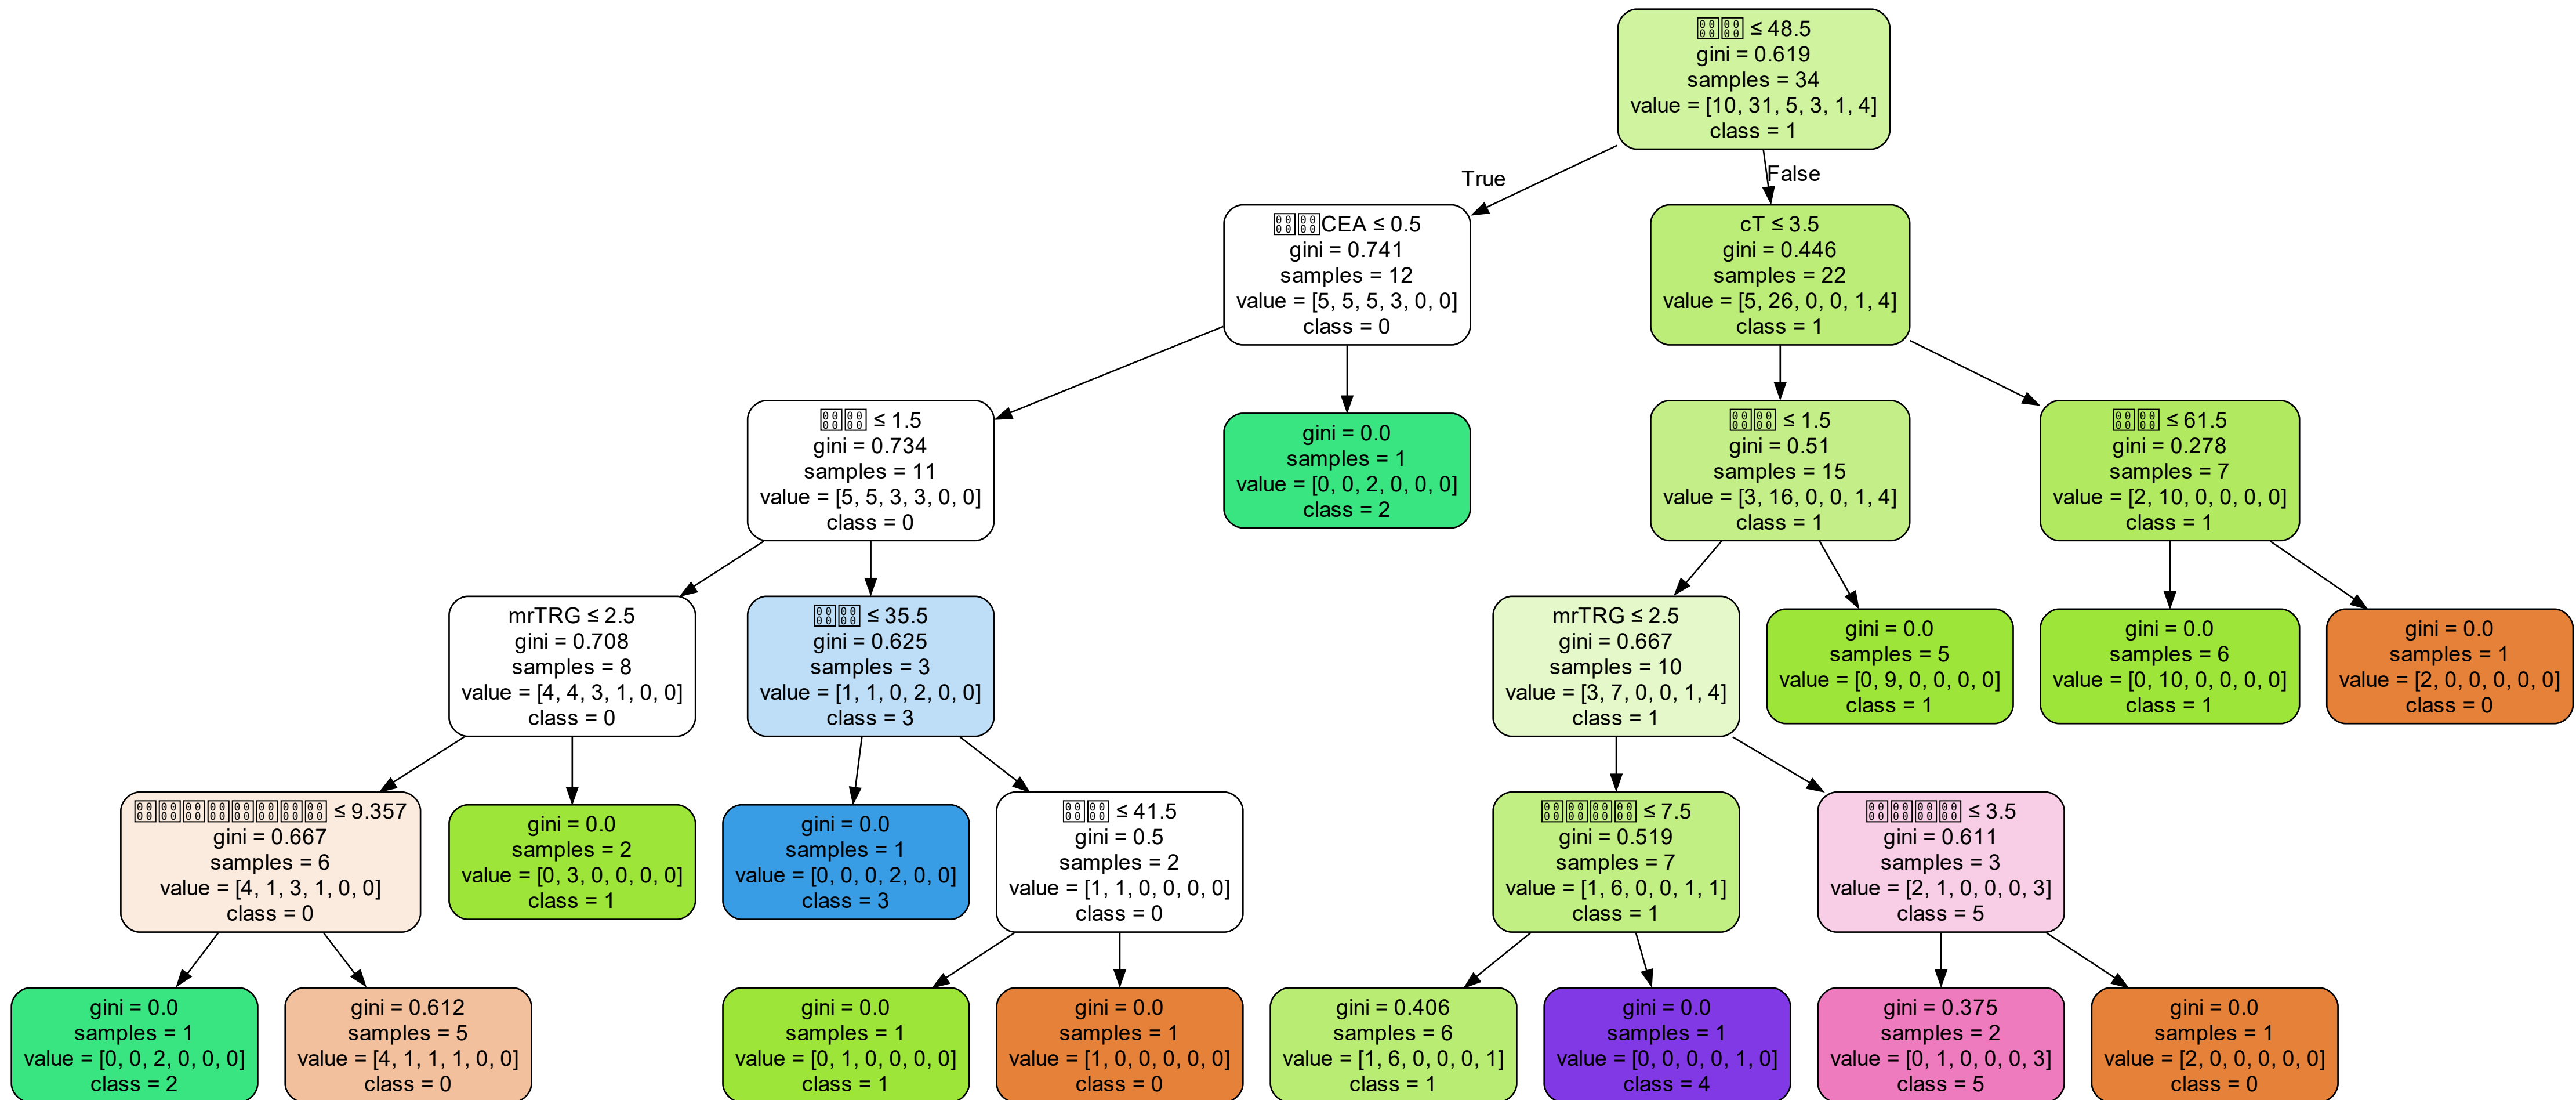 ≤ 48.5
gini = 0.619
samples = 34
value = [10, 31, 5, 3, 1, 4]
class = 1
True
False
CEA ≤ 0.5
gini = 0.741
samples = 12
value = [5, 5, 5, 3, 0, 0]
class = 0
cT ≤ 3.5
gini = 0.446
samples = 22
value = [5, 26, 0, 0, 1, 4]
class = 1
≤ 1.5
gini = 0.734
samples = 11
value = [5, 5, 3, 3, 0, 0]
class = 0
gini = 0.0
samples = 1
value = [0, 0, 2, 0, 0, 0]
class = 2
≤ 1.5
gini = 0.51
samples = 15
value = [3, 16, 0, 0, 1, 4]
class = 1
≤ 61.5
gini = 0.278
samples = 7
value = [2, 10, 0, 0, 0, 0]
class = 1
mrTRG ≤ 2.5
gini = 0.708
samples = 8
value = [4, 4, 3, 1, 0, 0]
class = 0
≤ 35.5
gini = 0.625
samples = 3
value = [1, 1, 0, 2, 0, 0]
class = 3
mrTRG ≤ 2.5
gini = 0.667
samples = 10
value = [3, 7, 0, 0, 1, 4]
class = 1
gini = 0.0
samples = 5
value = [0, 9, 0, 0, 0, 0]
class = 1
gini = 0.0
samples = 6
value = [0, 10, 0, 0, 0, 0]
class = 1
gini = 0.0
samples = 1
value = [2, 0, 0, 0, 0, 0]
class = 0
≤ 9.357
gini = 0.667
samples = 6
value = [4, 1, 3, 1, 0, 0]
class = 0
gini = 0.0
samples = 2
value = [0, 3, 0, 0, 0, 0]
class = 1
gini = 0.0
samples = 1
value = [0, 0, 0, 2, 0, 0]
class = 3
≤ 41.5
gini = 0.5
samples = 2
value = [1, 1, 0, 0, 0, 0]
class = 0
≤ 7.5
gini = 0.519
samples = 7
value = [1, 6, 0, 0, 1, 1]
class = 1
≤ 3.5
gini = 0.611
samples = 3
value = [2, 1, 0, 0, 0, 3]
class = 5
gini = 0.0
samples = 1
value = [0, 0, 2, 0, 0, 0]
class = 2
gini = 0.612
samples = 5
value = [4, 1, 1, 1, 0, 0]
class = 0
gini = 0.0
samples = 1
value = [0, 1, 0, 0, 0, 0]
class = 1
gini = 0.0
samples = 1
value = [1, 0, 0, 0, 0, 0]
class = 0
gini = 0.406
samples = 6
value = [1, 6, 0, 0, 0, 1]
class = 1
gini = 0.0
samples = 1
value = [0, 0, 0, 0, 1, 0]
class = 4
gini = 0.375
samples = 2
value = [0, 1, 0, 0, 0, 3]
class = 5
gini = 0.0
samples = 1
value = [2, 0, 0, 0, 0, 0]
class = 0